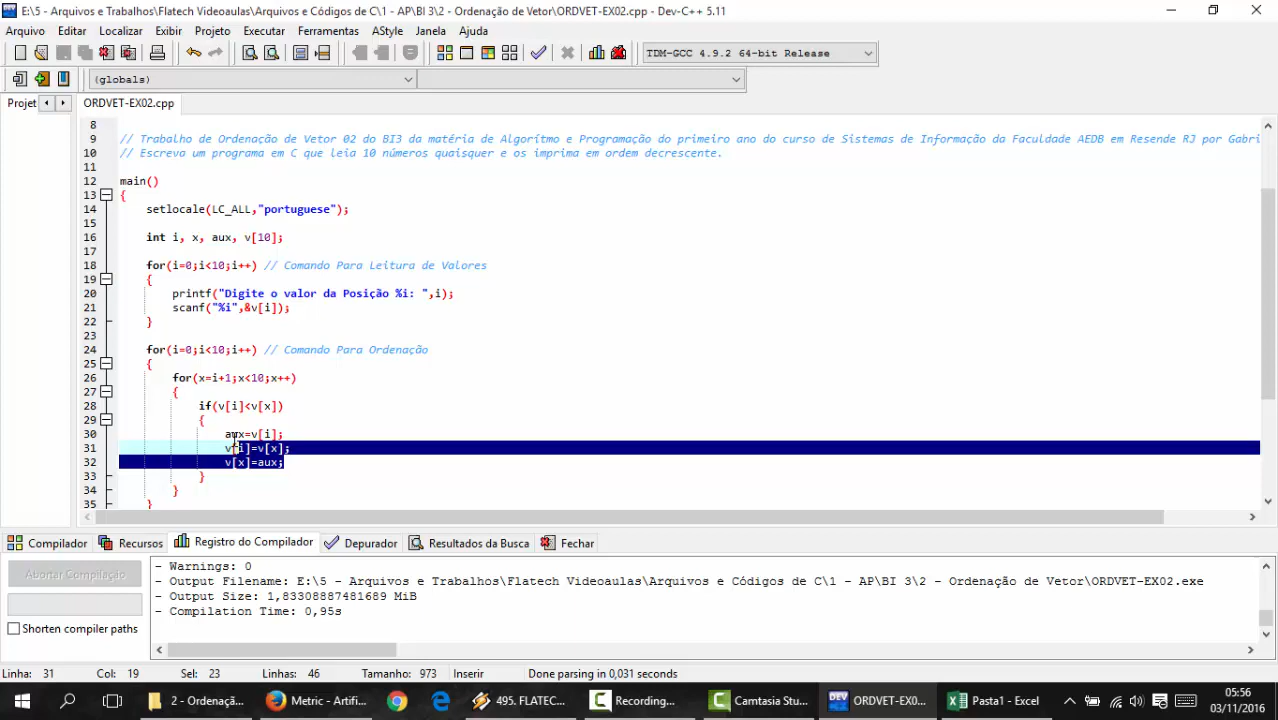 E:\5 - Arquivos e Trabalhos\Flatech Videoaulas\Arquivos e Códigos de C\1 - AP\BI 3\2 - Ordenação de Vetor\ORDVET-EX02.cpp - Dev-C++ 5.11
Arquivo Editar Localizar Exibir Projeto Executar Ferramentas AStyle Janela Ajuda
TDM-GCC 4.9.2 64-bit Release
(globals)
Projet ORDVET-EX02.cpp
8
9 // Trabalho de Ordenação de Vetor 02 do BI3 da matéria de Algorítmo e Programação do primeiro ano do curso de Sistemas de Informação da Faculdade AEDB em Resende RJ por Gabri
10 // Escreva um programa em C que leia 10 números quaisquer e os imprima em ordem decrescente.
11
12 main()
13 {
14 setlocale(LC_ALL,"portuguese");
15
16 int i, x, aux, v[10];
17
18 for(i=0;i<10;i++) // Comando Para Leitura de Valores
19 {
20 printf("Digite o valor da Posição %i: ",i);
21 scanf("%i",&v[i]);
22 }
23
24 for(i=0;i<10;i++) // Comando Para Ordenação
25 {
26 for(x=i+1;x<10;x++)
27 {
28 if(v[i]<v[x])
29 {
30 aux=v[i];
31 v[i]=v[x];
32 v[x]=aux;
33 }
34 }
35 }
Compilador Recursos Registro do Compilador Depurador Resultados da Busca Fechar
Abortar Compilação
Shorten compiler paths
- Warnings: 0
- Output Filename: E:\5 - Arquivos e Trabalhos\Flatech Videoaulas\Arquivos e Códigos de C\1 - AP\BI 3\2 - Ordenação de Vetor\ORDVET-EX02.exe
- Output Size: 1,83308887481689 MiB
- Compilation Time: 0,95s
Linha: 31 Col: 19 Sel: 23 Linhas: 46 Tamanho: 973 Inserir Done parsing in 0,031 seconds
2 - Ordenaçã... Metric - Artifi... 495. FLATEC... Recording... Camtasia Stu... DEV ORDVET-EX0... Pasta1 - Excel
05:56
03/11/2016